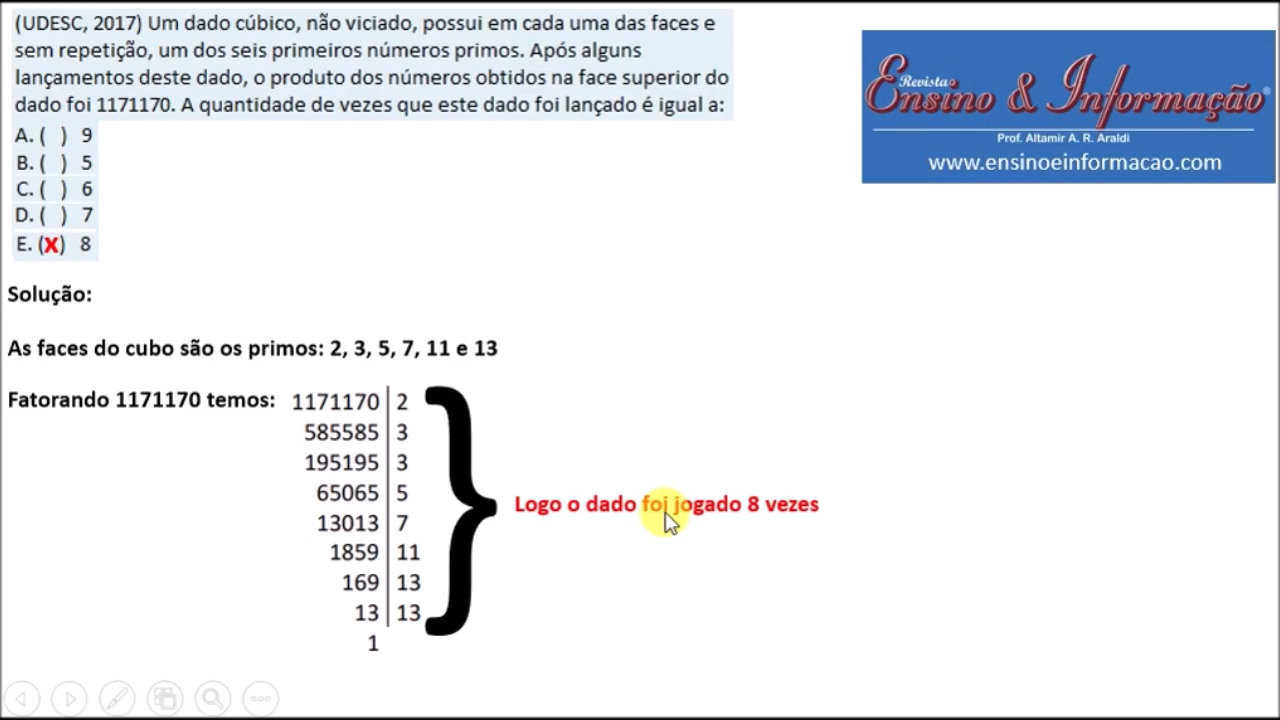 (UDESC, 2017) Um dado cúbico, não viciado, possui em cada uma das faces e
sem repetição, um dos seis primeiros números primos. Após alguns
lançamentos deste dado, o produto dos números obtidos na face superior do
dado foi 1171170. A quantidade de vezes que este dado foi lançado é igual a:
A. ( ) 9
B. ( ) 5
C. ( ) 6
D. ( ) 7
E. (X) 8
Revista
Ensino & Informação®
Prof. Altamir A. R. Araldi
www.ensinoeinformacao.com
Solução:
As faces do cubo são os primos: 2, 3, 5, 7, 11 e 13
Fatorando 1171170 temos:
1171170 | 2
585585 | 3
195195 | 3
65065 | 5
13013 | 7
1859 | 11
169 | 13
13 | 13
1
Logo o dado foi jogado 8 vezes